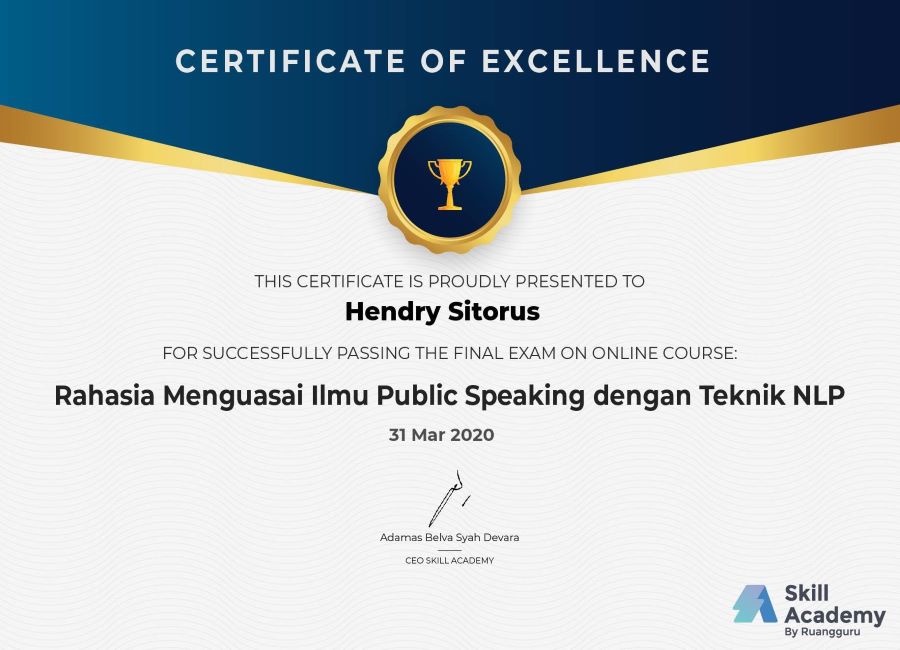 CERTIFICATE OF EXCELLENCE
THIS CERTIFICATE IS PROUDLY PRESENTED TO
Hendry Sitorus
FOR SUCCESSFULLY PASSING THE FINAL EXAM ON ONLINE COURSE:
Rahasia Menguasai Ilmu Public Speaking dengan Teknik NLP
31 Mar 2020
Adamas Belva Syah Devara
CEO SKILL ACADEMY
Skill
Academy
By Ruangguru